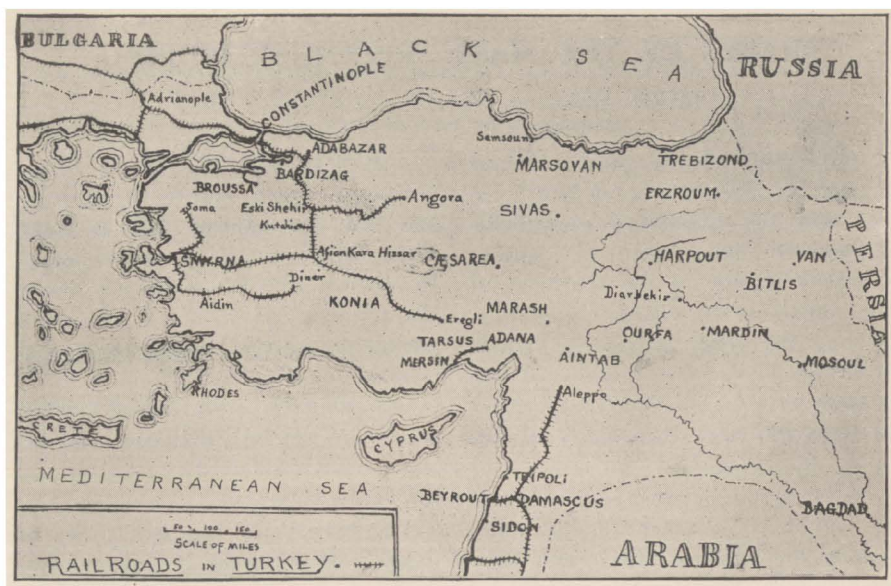 BULGARIA
BLACK SEA
RUSSIA
Adrianople
CONSTANTINOPLE
ADABAZAR
Samsoun
MARSOVAN
TREBIZOND
BARDIZAG
BROUSSA
Angora
ERZROUM
PERSIA
Soma
Eski Shehir
SIVAS
Kutahia
SMYRNA
Afion Kara Hissar
CÆSAREA
HARPOUT
VAN
BITLIS
Diner
Aidin
KONIA
Diarbekir
MARASH
Eregli
TARSUS
ADANA
OURFA
MARDIN
MERSIN
AINTAB
MOSOUL
RHODES
Aleppo
CRETE
CYPRUS
MEDITERRANEAN SEA
TRIPOLI
BEYROUT
DAMASCUS
BAGDAD
SIDON
50 100 150
SCALE OF MILES
RAILROADS IN TURKEY.
ARABIA